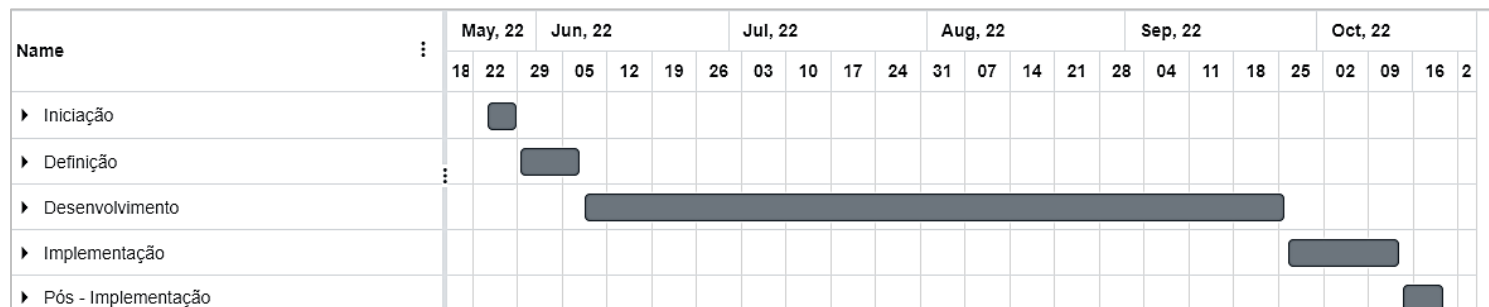 Name
May, 22 Jun, 22 Jul, 22 Aug, 22 Sep, 22 Oct, 22
18 22 29 05 12 19 26 03 10 17 24 31 07 14 21 28 04 11 18 25 02 09 16 2
Iniciação
Definição
Desenvolvimento
Implementação
Pós - Implementação